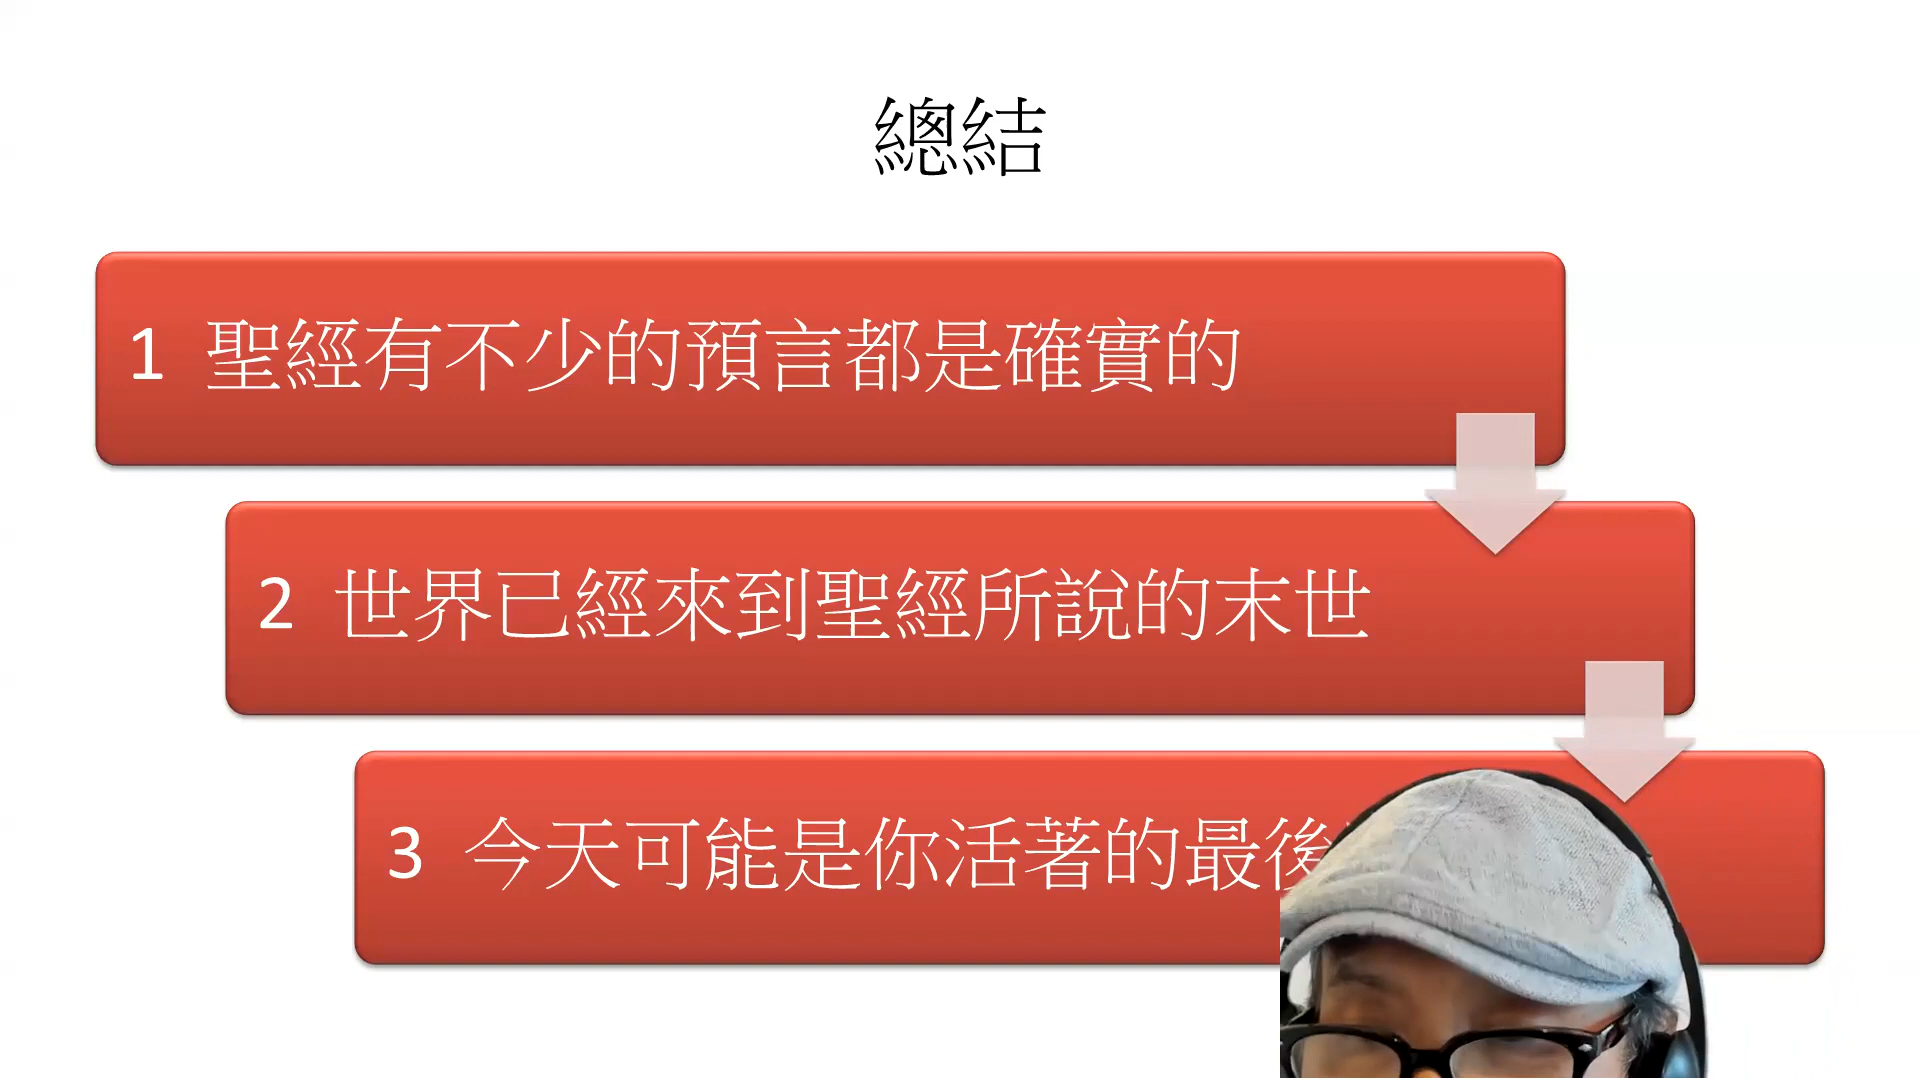 總結
1 聖經有不少的預言都是確實的
2 世界已經來到聖經所說的末世
3 今天可能是你活著的最後